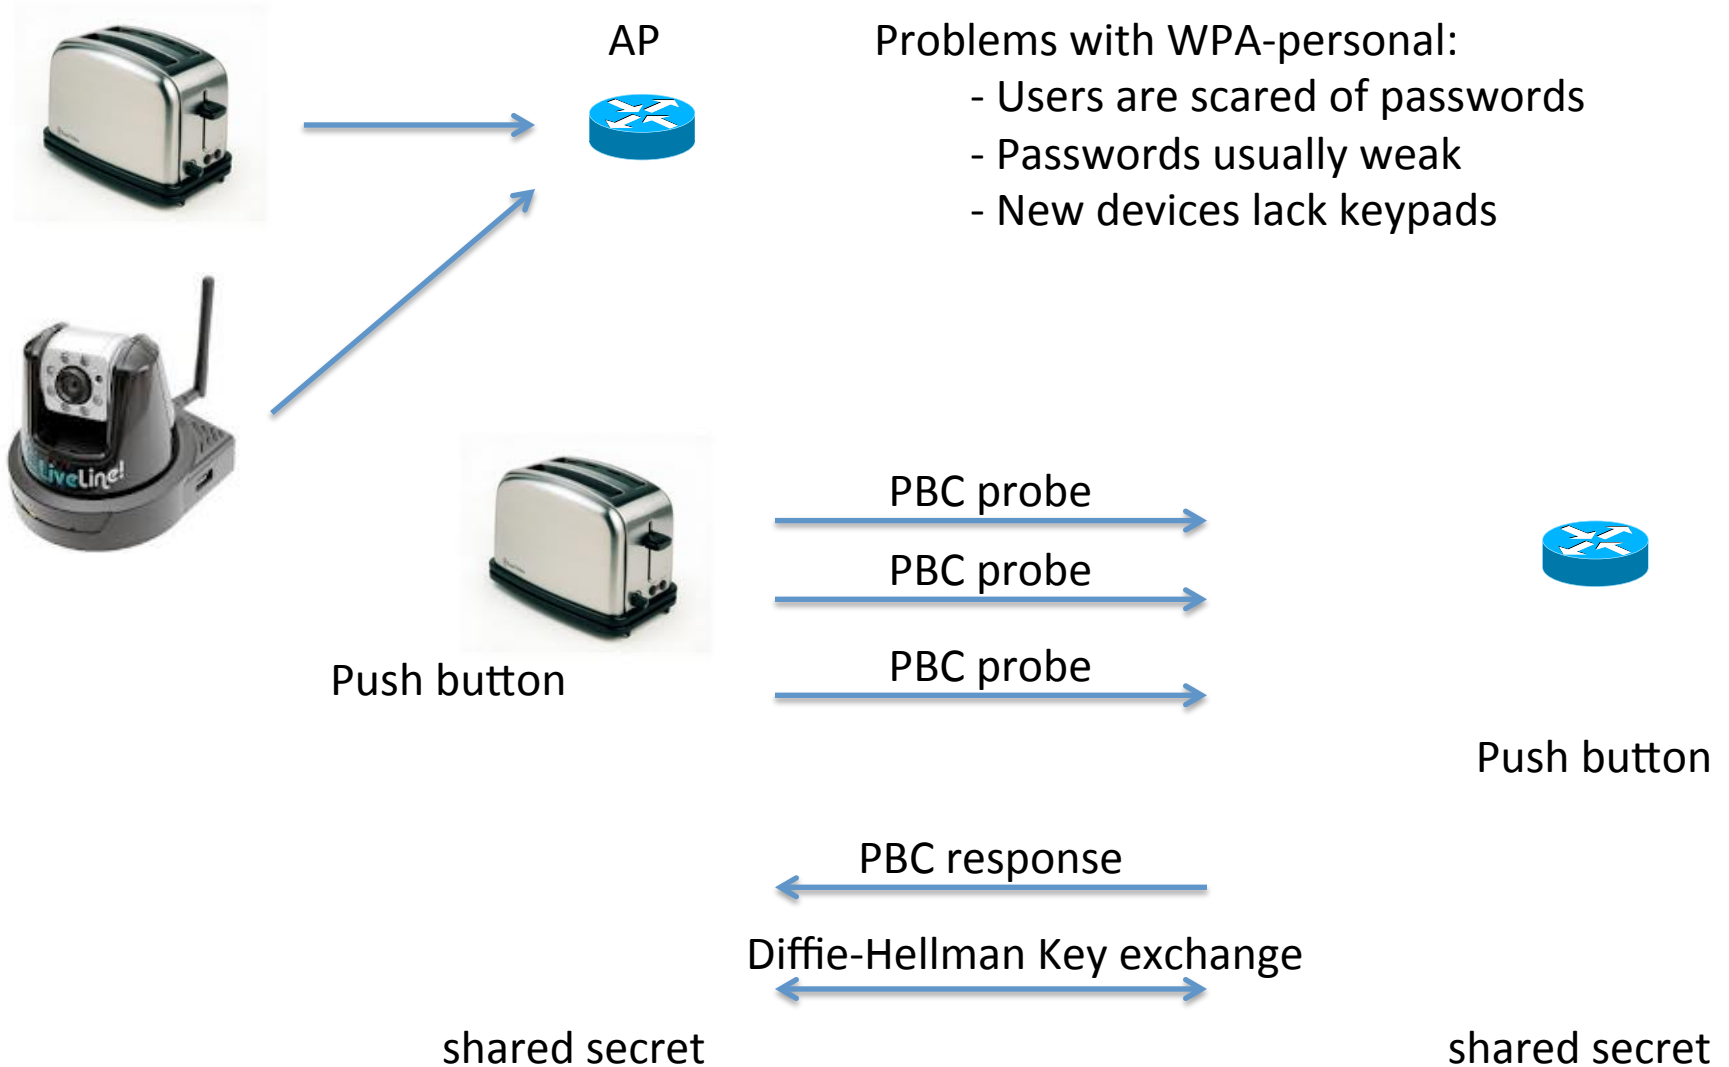 AP
Problems with WPA-personal:
- Users are scared of passwords
- Passwords usually weak
- New devices lack keypads
LiveLine!
PBC probe
PBC probe
PBC probe
Push button
Push button
PBC response
Diffie-Hellman Key exchange
shared secret
shared secret